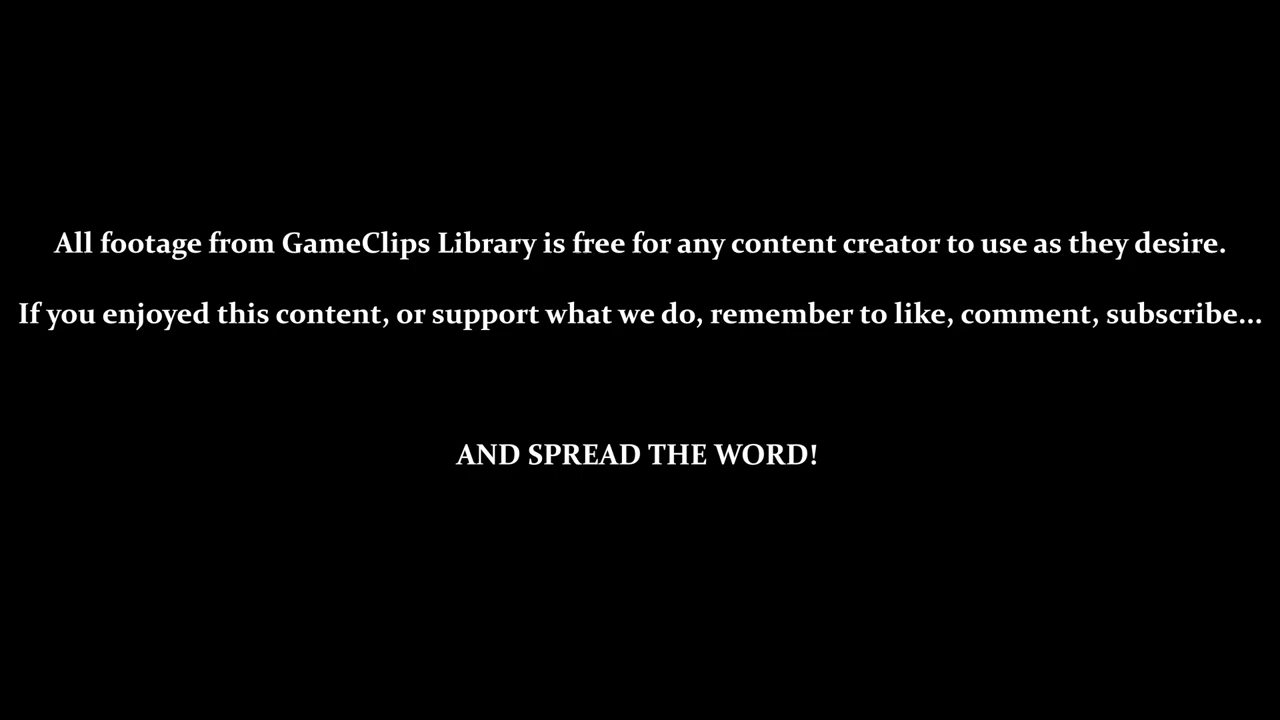 All footage from GameClips Library is free for any content creator to use as they desire.
If you enjoyed this content, or support what we do, remember to like, comment, subscribe...
AND SPREAD THE WORD!